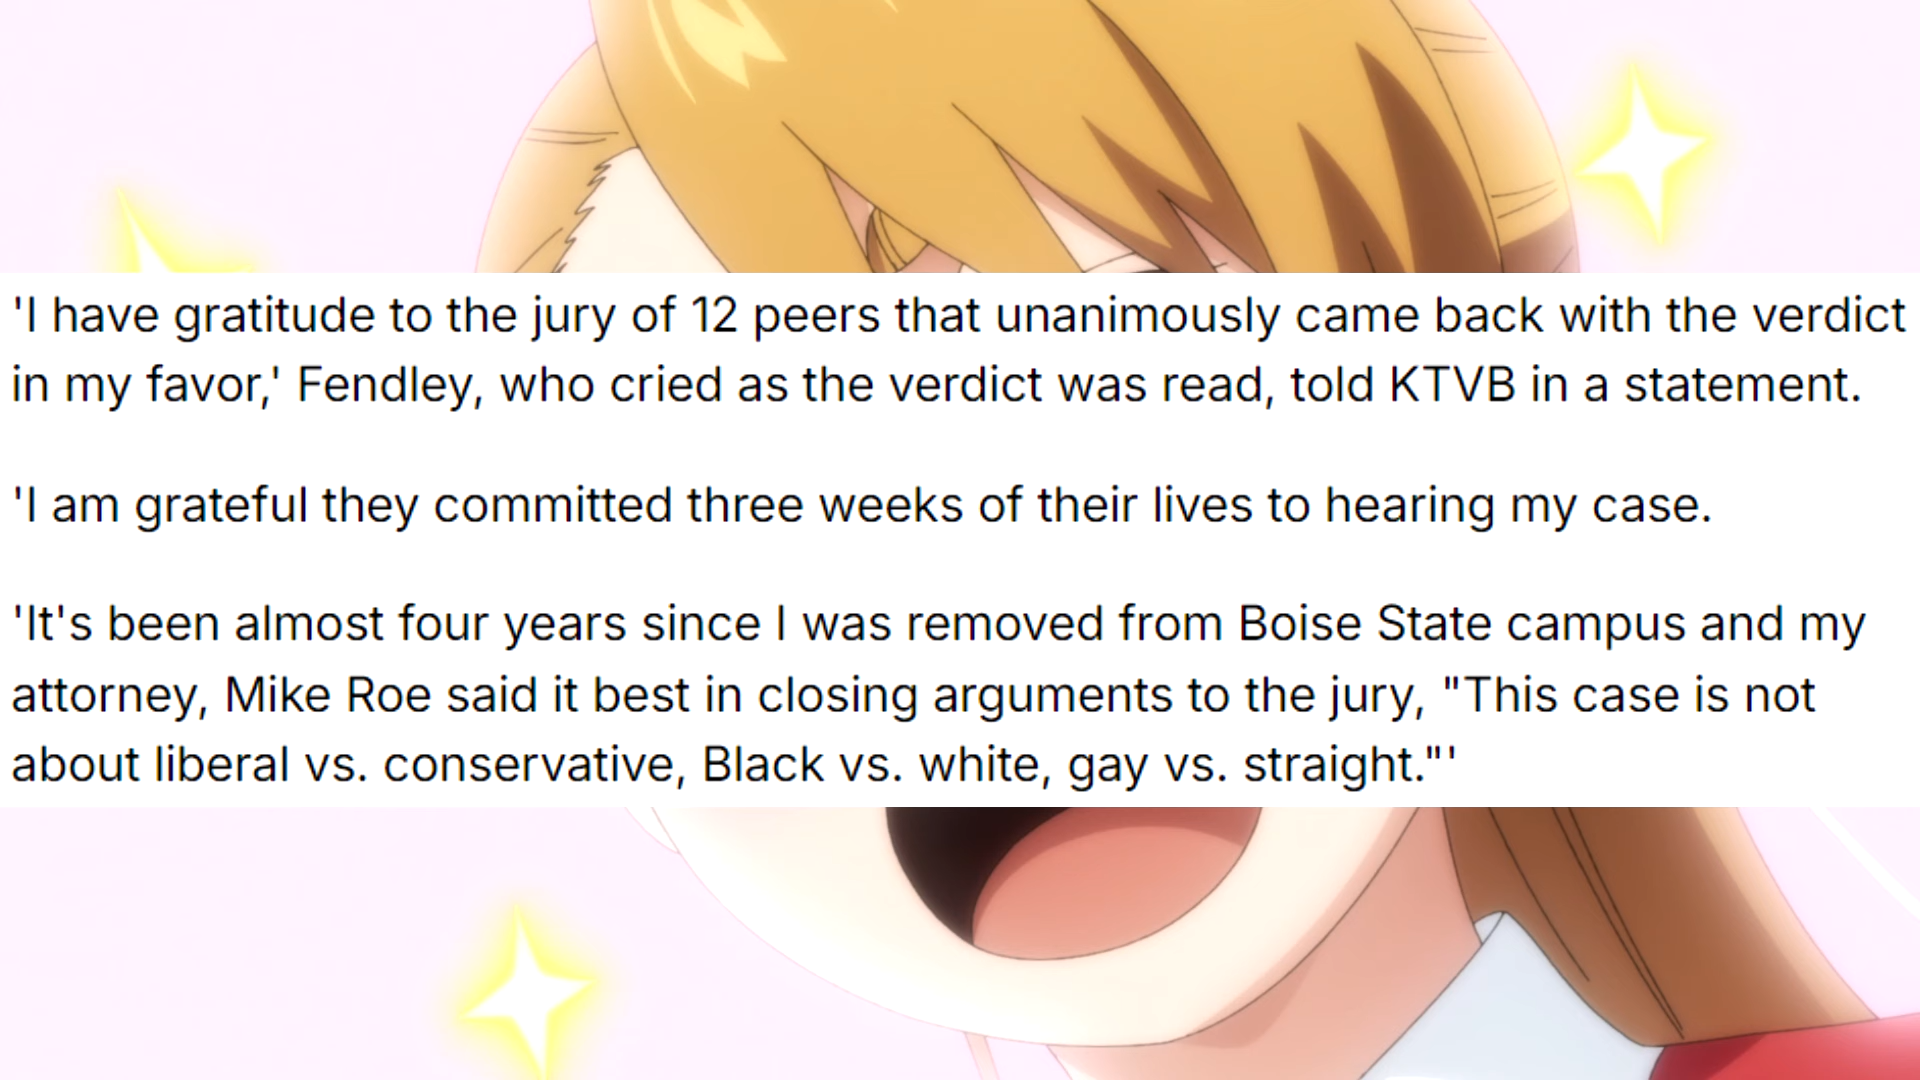 'I have gratitude to the jury of 12 peers that unanimously came back with the verdict
in my favor,' Fendley, who cried as the verdict was read, told KTVB in a statement.
'I am grateful they committed three weeks of their lives to hearing my case.
'It's been almost four years since I was removed from Boise State campus and my
attorney, Mike Roe said it best in closing arguments to the jury, "This case is not
about liberal vs. conservative, Black vs. white, gay vs. straight."'